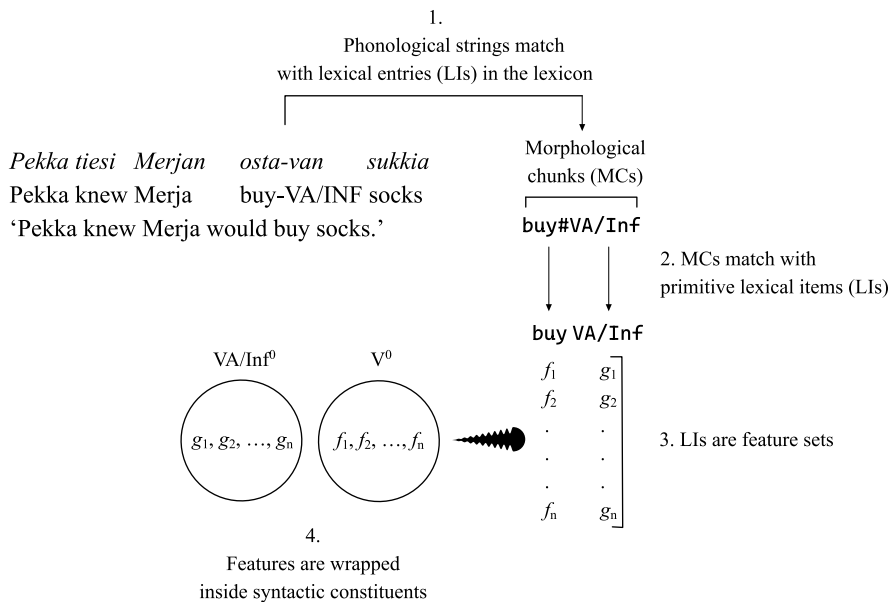 1.
Phonological strings match
with lexical entries (LIs) in the lexicon
Pekka tiesi Merjan osta-van sukkia
Pekka knew Merja buy-VA/INF socks
‘Pekka knew Merja would buy socks.’
Morphological
chunks (MCs)
buy#VA/Inf
2. MCs match with
primitive lexical items (LIs)
buy VA/Inf
f1 g1
f2 g2
. .
. .
. .
fn gn
3. LIs are feature sets
VA/Inf⁰ V⁰
g1, g2, …, gn f1, f2, …, fn
4.
Features are wrapped
inside syntactic constituents